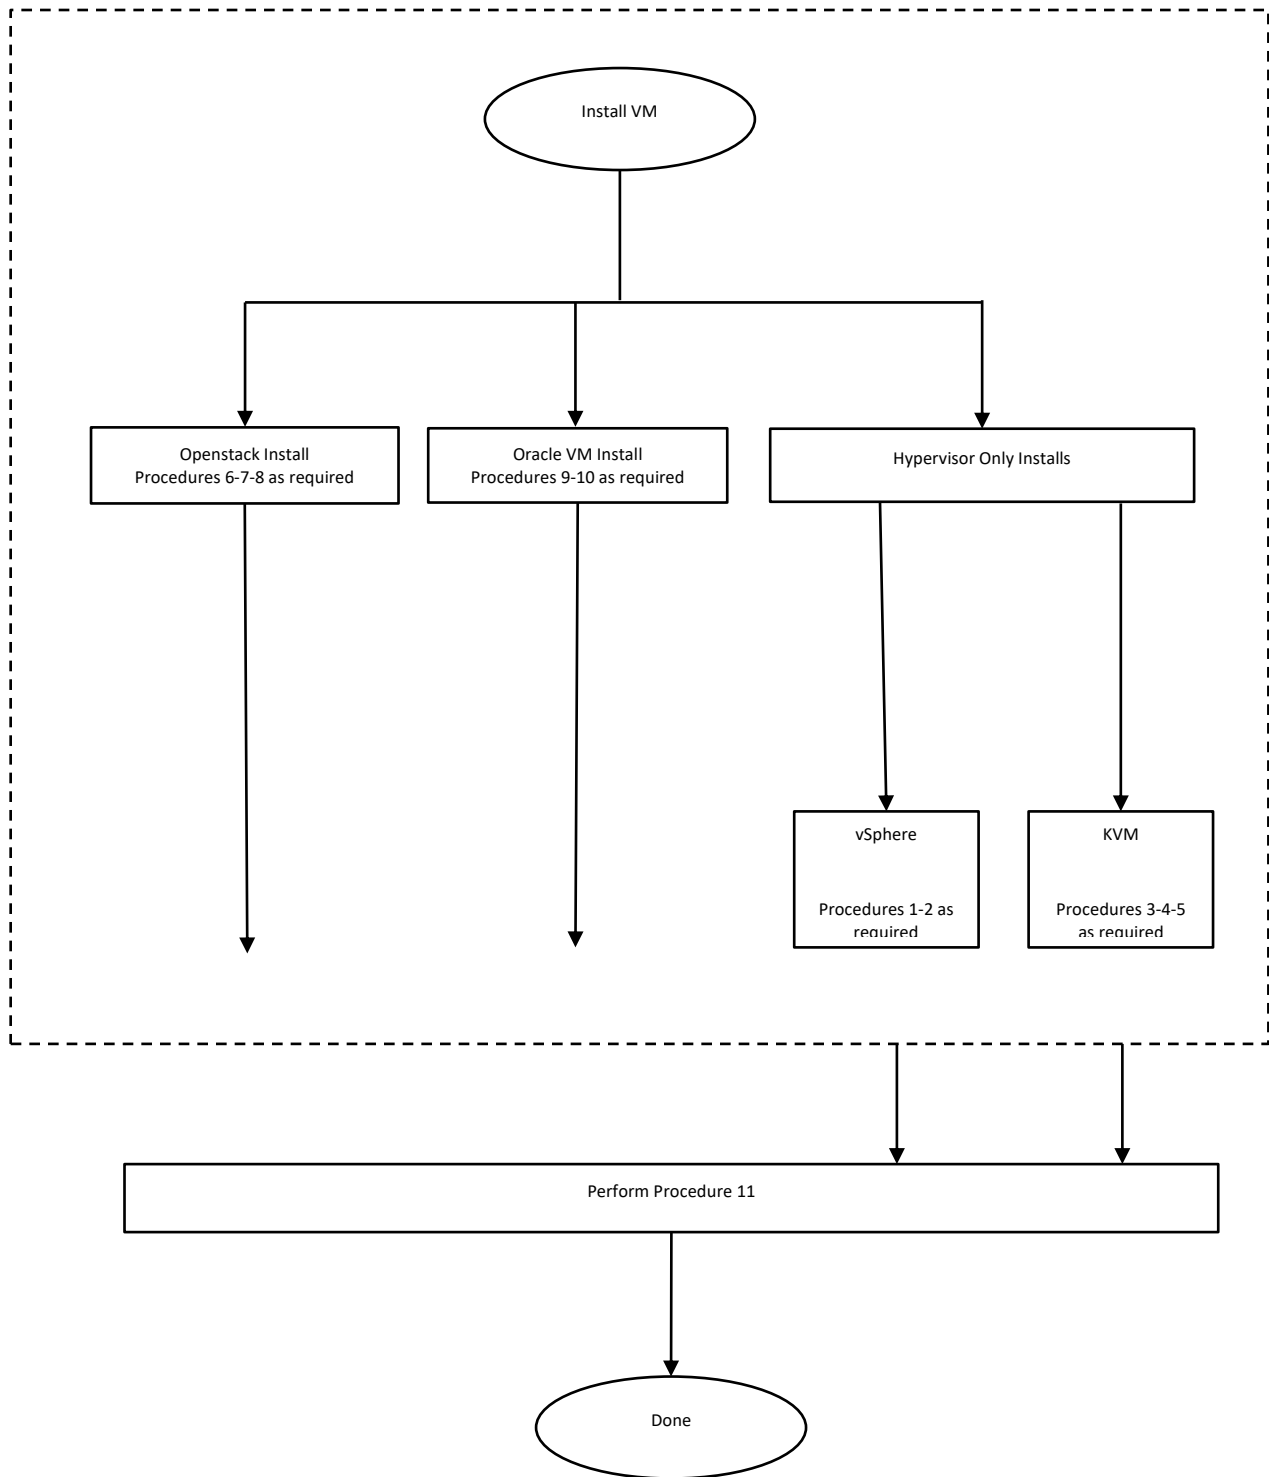 Install VM
Openstack Install
Procedures 6-7-8 as required
Oracle VM Install
Procedures 9-10 as required
Hypervisor Only Installs
vSphere
Procedures 1-2 as
required
KVM
Procedures 3-4-5
as required
Perform Procedure 11
Done